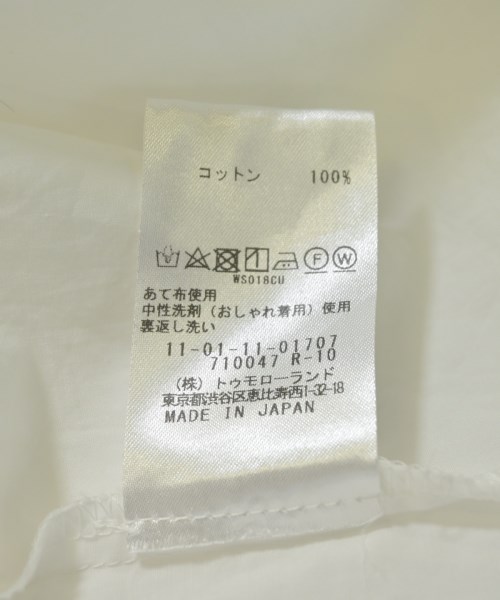 コットン 100%
F W
WS018CU
あて布使用
中性洗剤（おしゃれ着用）使用
裏返し洗い
11-01-11-01707
710047 R-10
（株）トゥモローランド
東京都渋谷区恵比寿西1-32-18
MADE IN JAPAN